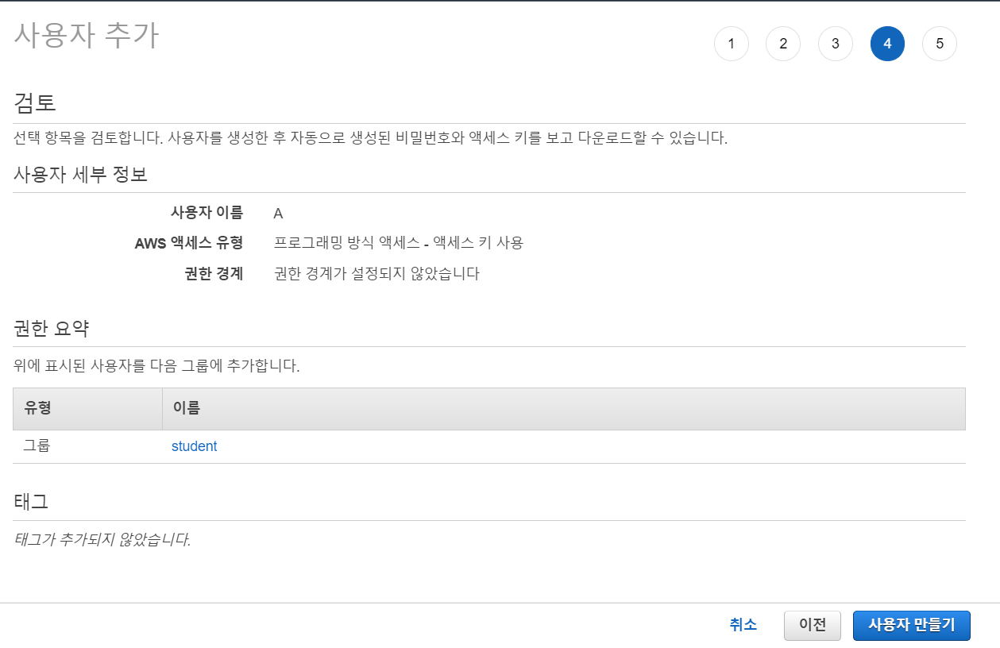 사용자 추가
1 2 3 4 5
검토
선택 항목을 검토합니다. 사용자를 생성한 후 자동으로 생성된 비밀번호와 액세스 키를 보고 다운로드할 수 있습니다.
사용자 세부 정보
사용자 이름 A
AWS 액세스 유형 프로그래밍 방식 액세스 - 액세스 키 사용
권한 경계 권한 경계가 설정되지 않았습니다
권한 요약
위에 표시된 사용자를 다음 그룹에 추가합니다.
유형 이름
그룹 student
태그
태그가 추가되지 않았습니다.
취소 이전 사용자 만들기